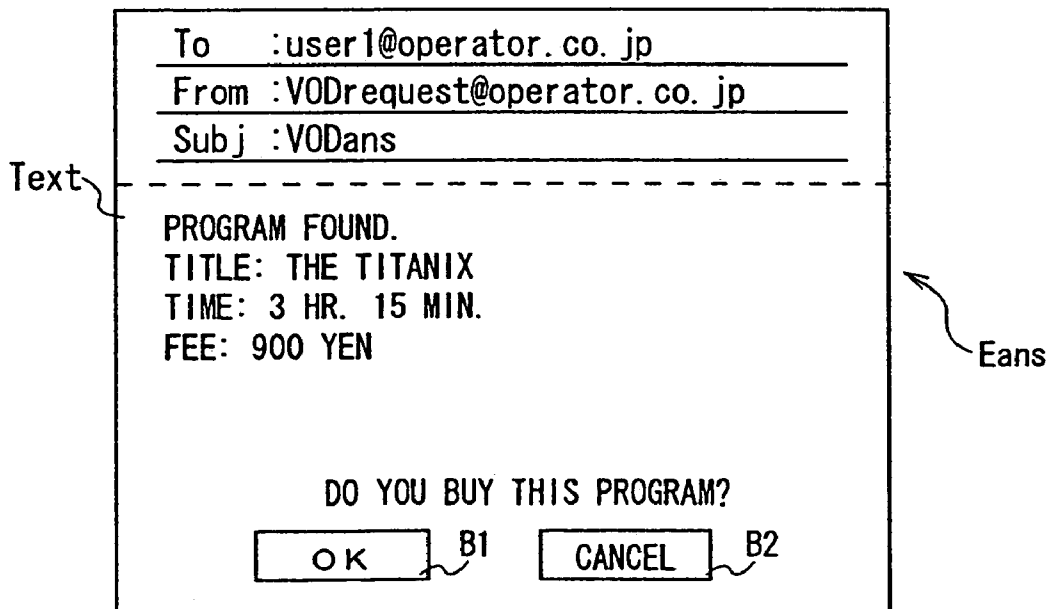 To :user1@operator.co.jp
From :VODrequest@operator.co.jp
Subj :VODans
Text
PROGRAM FOUND.
TITLE: THE TITANIX
TIME: 3 HR. 15 MIN.
FEE: 900 YEN
Eans
DO YOU BUY THIS PROGRAM?
OK B1 CANCEL B2